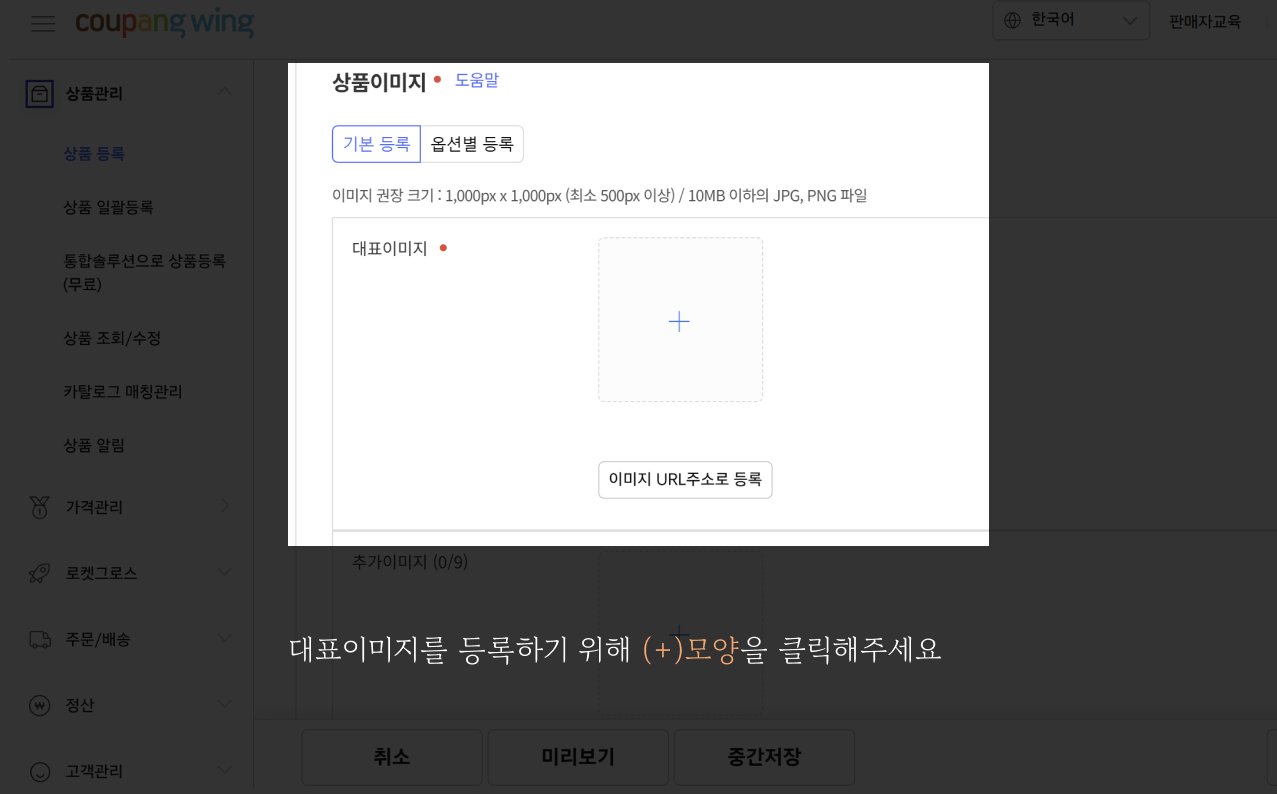 coupang wing
한국어
판매자교육
상품관리
상품 등록
상품 일괄등록
통합솔루션으로 상품등록
(무료)
상품 조회/수정
카탈로그 매칭관리
상품 알림
가격관리
로켓그로스
주문/배송
정산
고객관리
상품이미지 도움말
기본 등록 옵션별 등록
이미지 권장 크기 : 1,000px x 1,000px (최소 500px 이상) / 10MB 이하의 JPG, PNG 파일
대표이미지
이미지 URL주소로 등록
추가이미지 (0/9)
대표이미지를 등록하기 위해 (+)모양을 클릭해주세요
취소 미리보기 중간저장